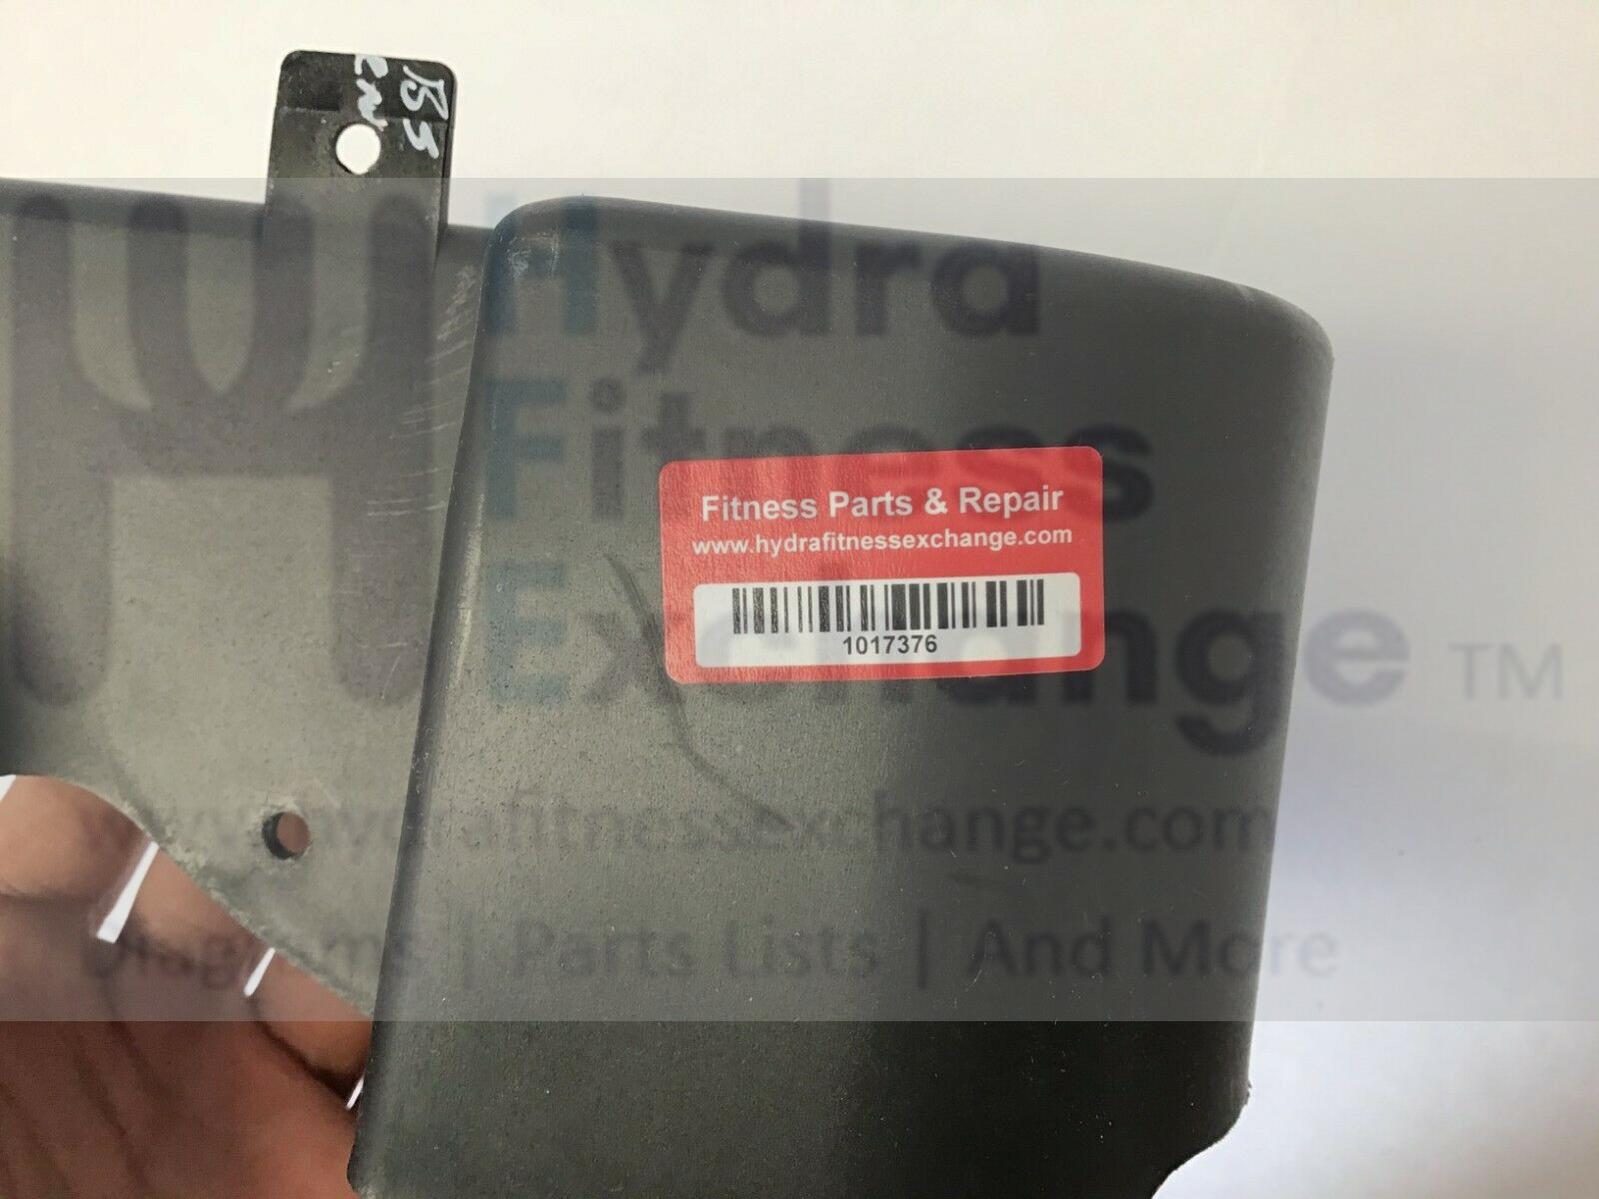 B5
Hydra
Fitness
Exchange TM
Fitness Parts & Repair
www.hydrafitnessexchange.com
1017376
www.hydrafitnessexchange.com
Diagrams | Parts Lists | And More